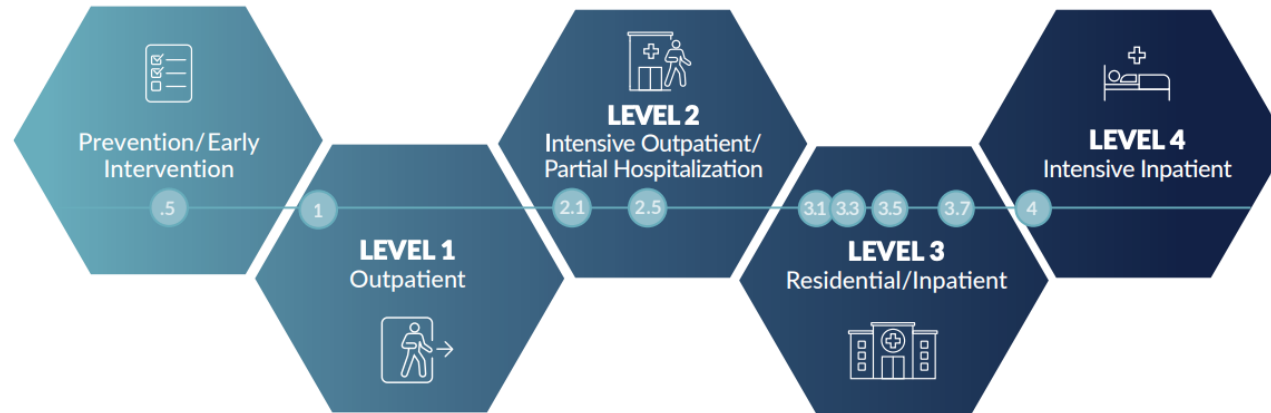 Prevention/Early
Intervention
.5
1
LEVEL 1
Outpatient
LEVEL 2
Intensive Outpatient/
Partial Hospitalization
2.1
2.5
3.1
3.3
3.5
3.7
LEVEL 3
Residential/Inpatient
LEVEL 4
Intensive Inpatient
4